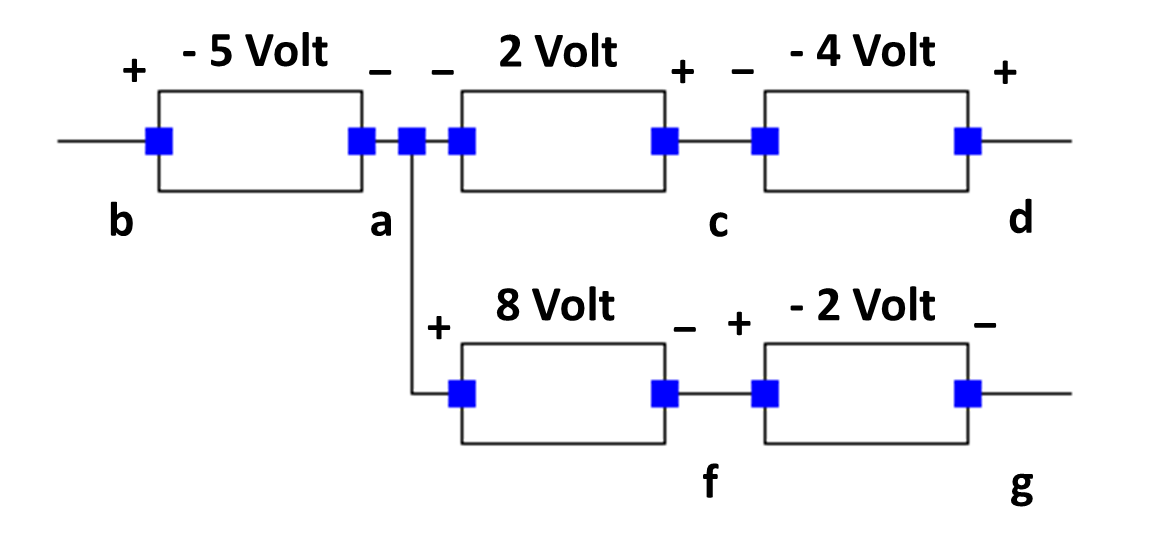 - 5 Volt 2 Volt - 4 Volt
+ – – + – +
b a c d
8 Volt - 2 Volt
+ – + –
f g